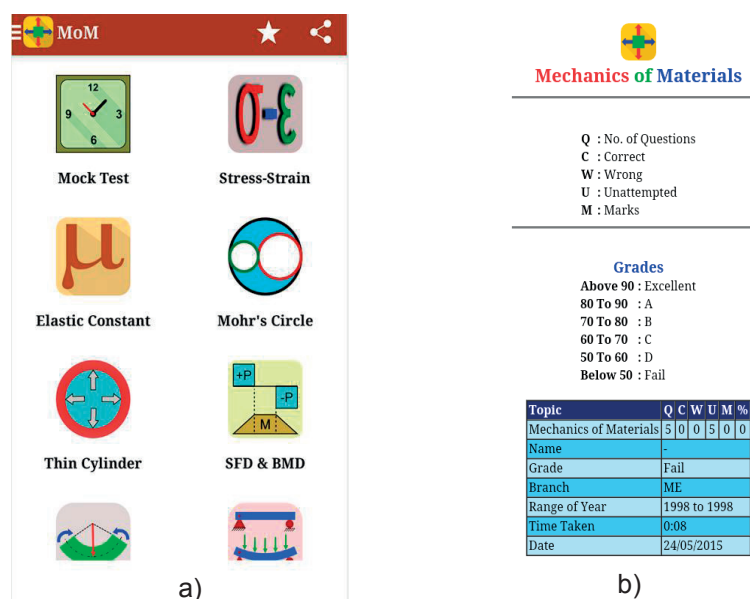 MoM
12
9 3
6
Mock Test
σ-ε
Stress-Strain
μ
Elastic Constant
Mohr's Circle
Thin Cylinder
+P
-P
M
SFD & BMD
a)
Mechanics of Materials
Q : No. of Questions
C : Correct
W : Wrong
U : Unattempted
M : Marks
Grades
Above 90 : Excellent
80 To 90 : A
70 To 80 : B
60 To 70 : C
50 To 60 : D
Below 50 : Fail
Topic Q C W U M %
Mechanics of Materials 5 0 0 5 0 0
Name -
Grade Fail
Branch ME
Range of Year 1998 to 1998
Time Taken 0:08
Date 24/05/2015
b)